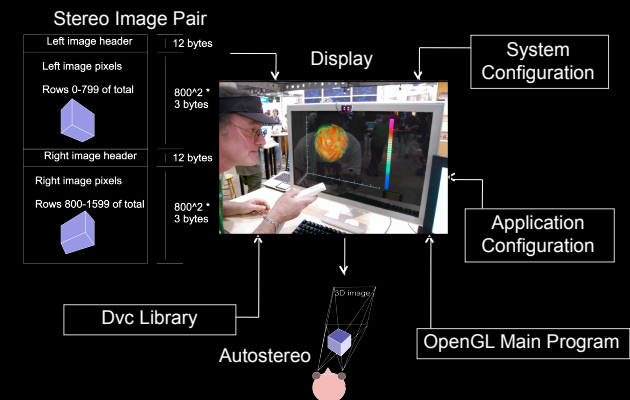 Stereo Image Pair
Left image header
12 bytes
Left image pixels
Rows 0-799 of total
800^2 *
3 bytes
Right image header
12 bytes
Right image pixels
Rows 800-1599 of total
800^2 *
3 bytes
Display
System
Configuration
Application
Configuration
Dvc Library
OpenGL Main Program
3D image
Autostereo